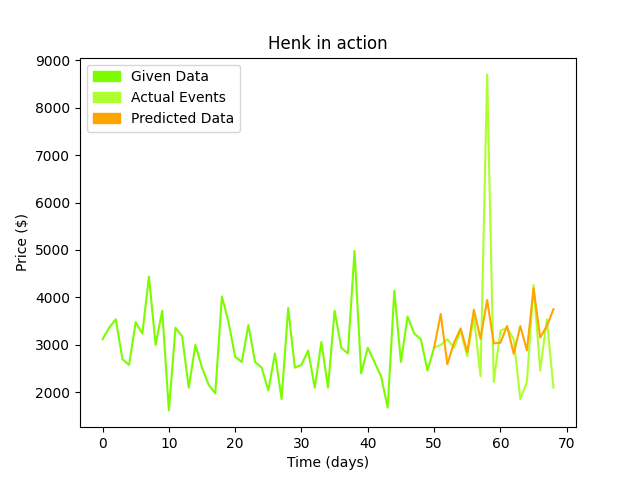 Henk in action
Given Data
Actual Events
Predicted Data
9000
8000
7000
6000
5000
4000
3000
2000
Price ($)
0 10 20 30 40 50 60 70
Time (days)